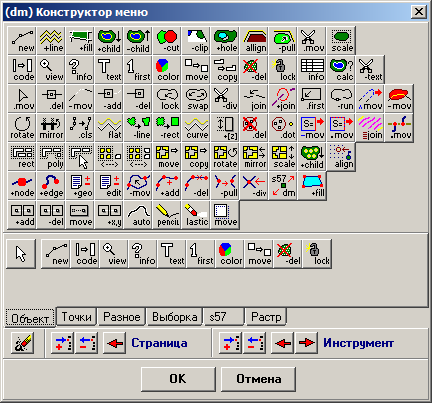 (dm) Конструктор меню
new +line +fill +child -child -cut -clip +hole allign -pull .mov scale
code view info text first color move copy -del lock info calc -text
.mov .del -mov -add -del lock swap -div -join +join .first -run -mov -mov
rotate mirror .cls flat -line -rect curve +[z] .del .dot -mov +.mov join +.mov
rect poly <---> <---> move copy rotate mirror scale +child align
+node +edge +geo edit -mov +add -del -pull -div s57 dm +fill
+add -del move +x,y auto pencil lastic move
new code view info text first color move -del lock
Объект Точки Разное Выборка s57 Растр
Страница Инструмент
OK Отмена